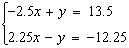 -2.5x + y = 13.5
2.25x - y = -12.25